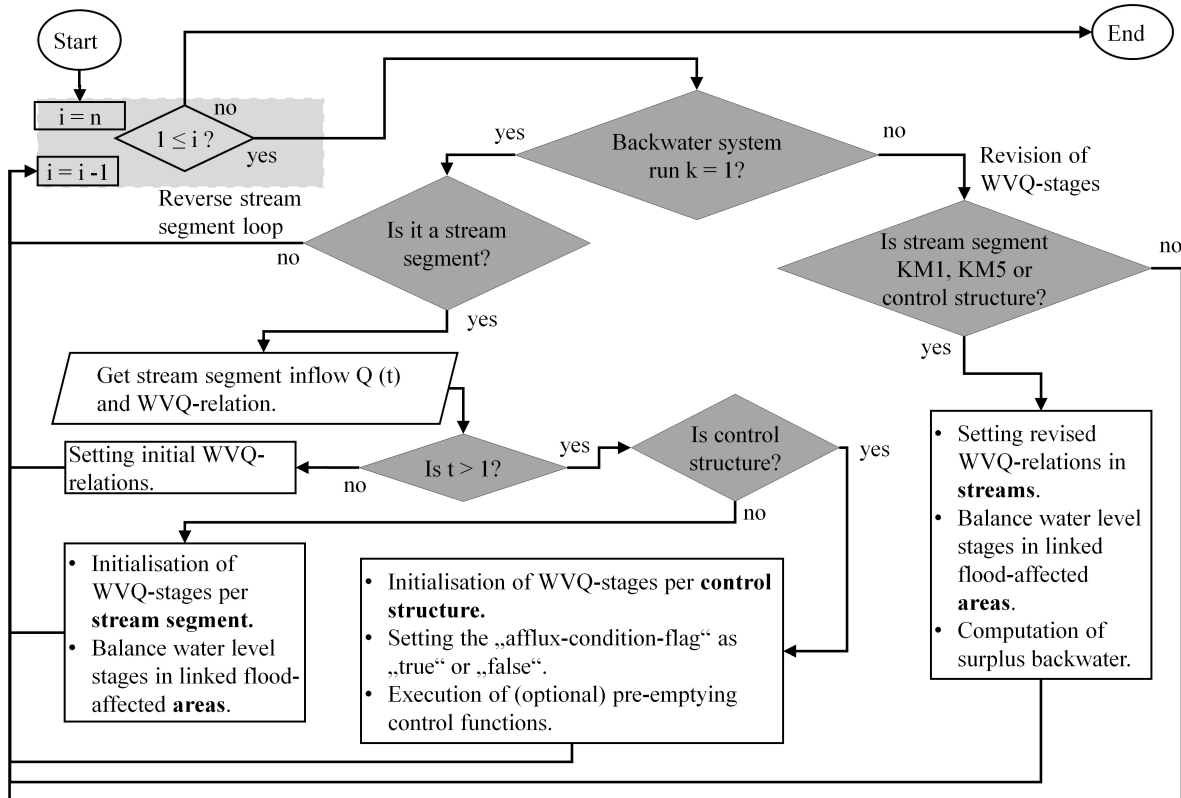 Start
End
i = n
no
1 ≤ i ?
yes
i = i -1
Reverse stream
segment loop
Backwater system
run k = 1?
yes
no
Revision of
WVQ-stages
Is it a stream
segment?
no
yes
Is stream segment
KM1, KM5 or
control structure?
no
yes
Get stream segment inflow Q (t)
and WVQ-relation.
Is t > 1?
yes
no
Setting initial WVQ-
relations.
Is control
structure?
yes
no
• Initialisation of
WVQ-stages per
stream segment.
• Balance water level
stages in linked flood-
affected areas.
• Initialisation of WVQ-stages per control
structure.
• Setting the „afflux-condition-flag“ as
„true“ or „false“.
• Execution of (optional) pre-emptying
control functions.
• Setting revised
WVQ-relations in
streams.
• Balance water level
stages in linked
flood-affected
areas.
• Computation of
surplus backwater.